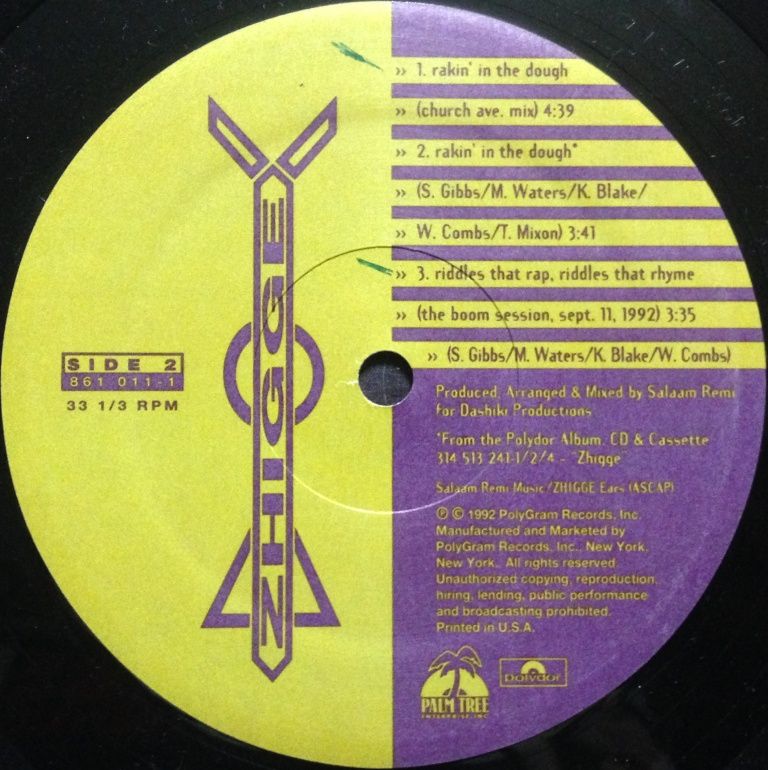 ZHIGGE
SIDE 2
861 011-1
33 1/3 RPM
›› 1. rakin' in the dough
›› (church ave. mix) 4:39
›› 2. rakin' in the dough*
›› (S. Gibbs/M. Waters/K. Blake/
›› W. Combs/T. Mixon) 3:41
›› 3. riddles that rap, riddles that rhyme
›› (the boom session, sept. 11, 1992) 3:35
›› (S. Gibbs/M. Waters/K. Blake/W. Combs)
Produced, Arranged & Mixed by Salaam Remi
for Dashiki Productions
*From the Polydor Album, CD & Cassette
314 513 241-1/2/4 - "Zhigge"
Salaam Remi Music/ZHIGGE Ears (ASCAP)
℗ © 1992 PolyGram Records, Inc.
Manufactured and Marketed by
PolyGram Records, Inc., New York,
New York. All rights reserved.
Unauthorized copying, reproduction,
hiring, lending, public performance
and broadcasting prohibited.
Printed in U.S.A.
PALM TREE
ENTERPRISE, INC
polydor